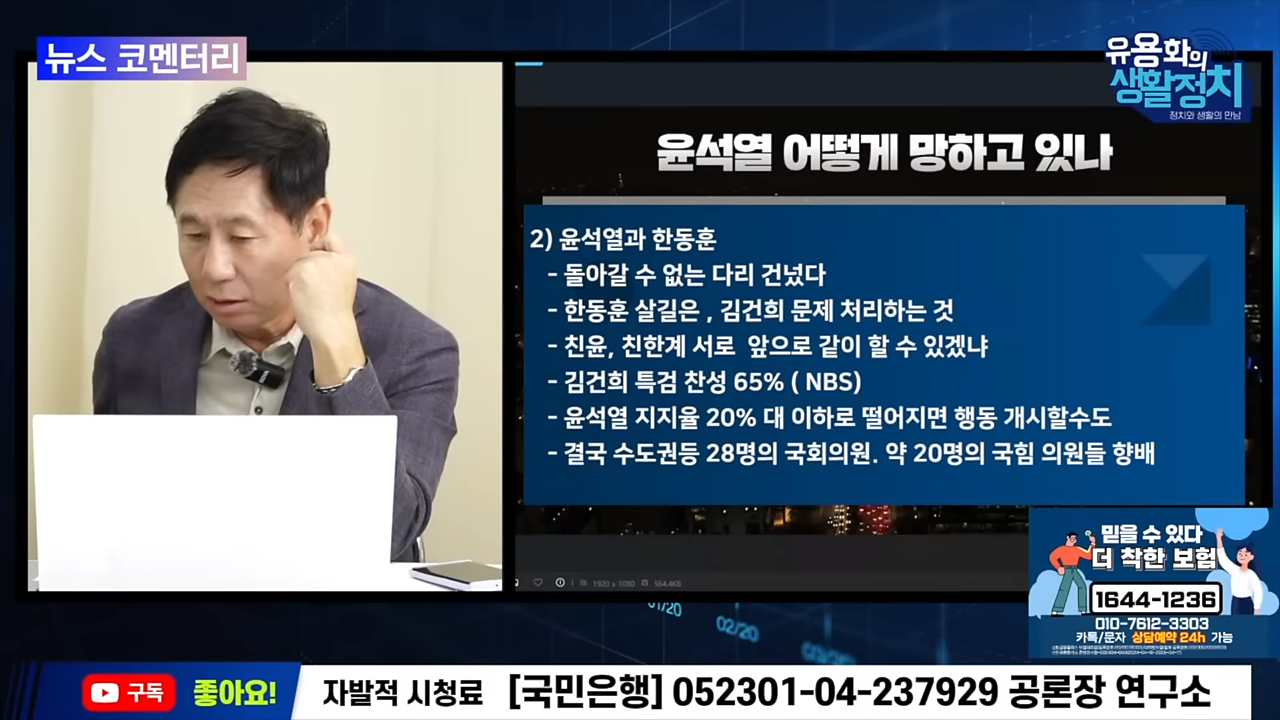 뉴스 코멘터리
유용화의
생활정치
정치와 생활의 만남
윤석열 어떻게 망하고 있나
2) 윤석열과 한동훈
- 돌아갈 수 없는 다리 건넜다
- 한동훈 살길은 , 김건희 문제 처리하는 것
- 친윤, 친한계 서로 앞으로 같이 할 수 있겠냐
- 김건희 특검 찬성 65% ( NBS)
- 윤석열 지지율 20% 대 이하로 떨어지면 행동 개시할수도
- 결국 수도권등 28명의 국회의원. 약 20명의 국힘 의원들 향배
1920 x 1080 564.4KB
믿을 수 있다
더 착한 보험
1644-1236
010-7612-3303
카톡/문자 상담예약 24h 가능
01/20
02/20
구독 좋아요! 자발적 시청료 [국민은행] 052301-04-237929 공론장 연구소